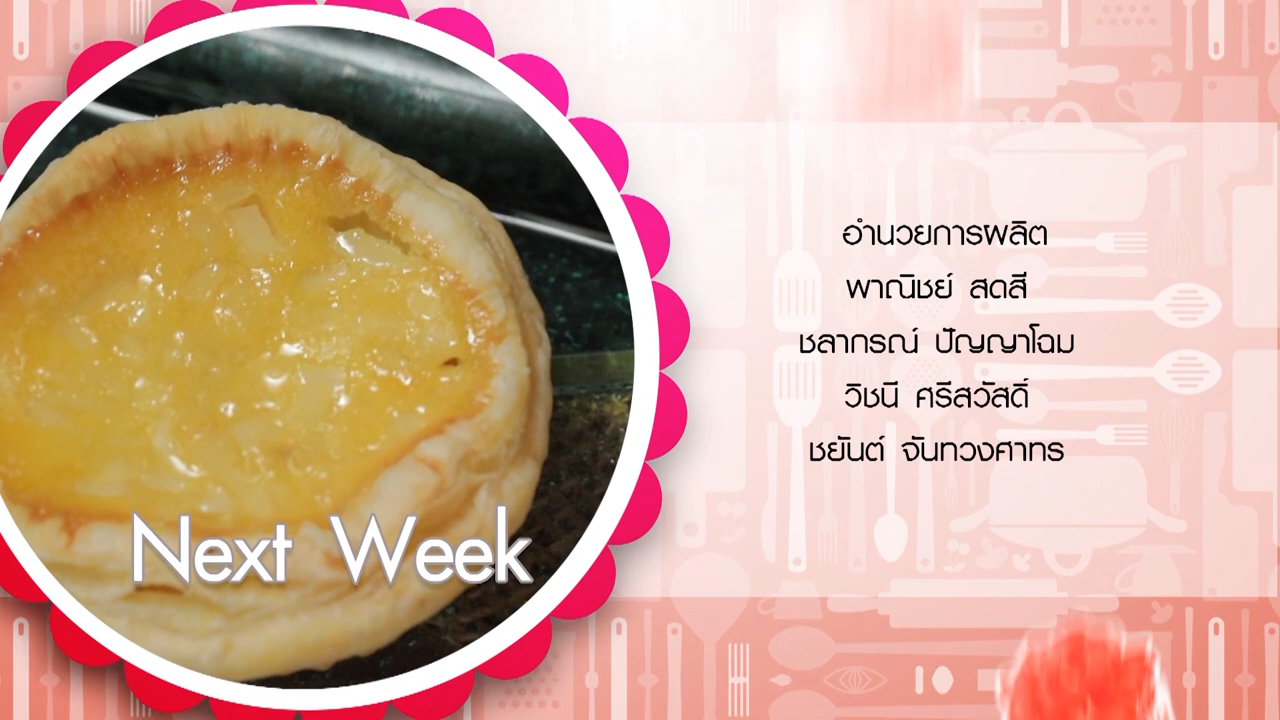 Next Week
อำนวยการผลิต
พาณิชย์ สดสี
ชลากรณ์ ปัญญาโฉม
วิชนี ศรีสวัสดิ์
ชยันต์ จันทวงศาทร